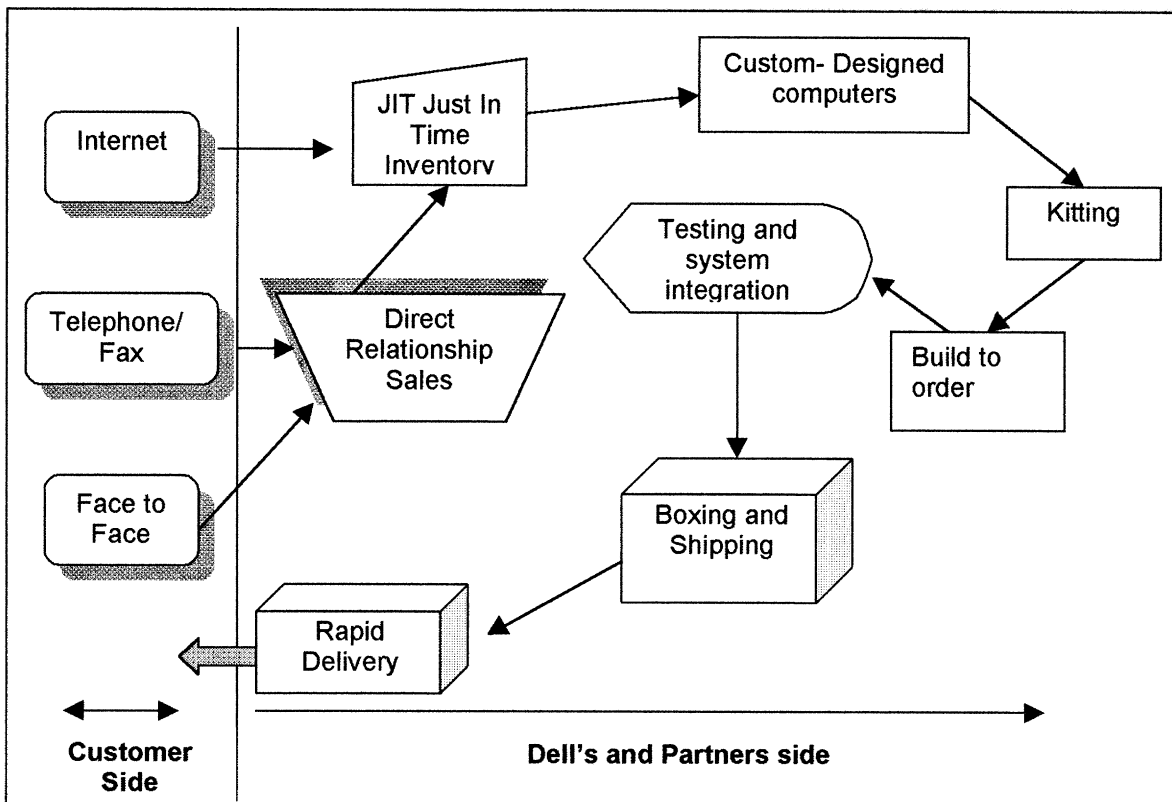 Internet
Telephone/
Fax
Face to
Face
JIT Just In
Time
Inventory
Direct
Relationship
Sales
Custom- Designed
computers
Kitting
Build to
order
Testing and
system
integration
Boxing and
Shipping
Rapid
Delivery
Customer
Side
Dell's and Partners side